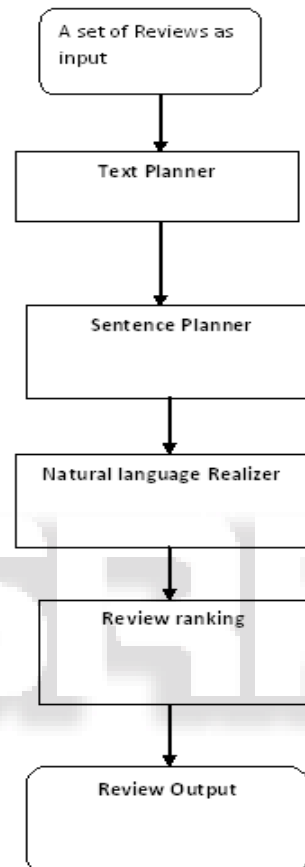 A set of Reviews as
input
Text Planner
Sentence Planner
Natural language Realizer
Review ranking
Review Output